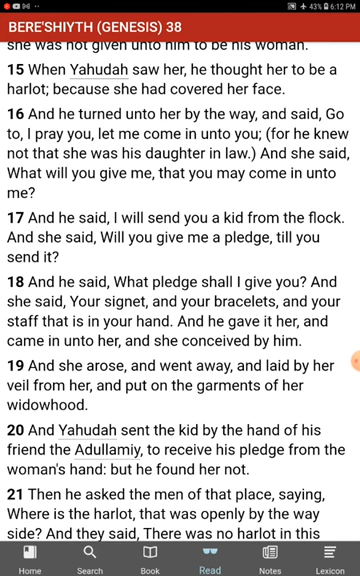 43% 6:12 PM
BERE'SHIYTH (GENESIS) 38
she was not given unto him to be his woman.
15 When Yahudah saw her, he thought her to be a
harlot; because she had covered her face.
16 And he turned unto her by the way, and said, Go
to, I pray you, let me come in unto you; (for he knew
not that she was his daughter in law.) And she said,
What will you give me, that you may come in unto
me?
17 And he said, I will send you a kid from the flock.
And she said, Will you give me a pledge, till you
send it?
18 And he said, What pledge shall I give you? And
she said, Your signet, and your bracelets, and your
staff that is in your hand. And he gave it her, and
came in unto her, and she conceived by him.
19 And she arose, and went away, and laid by her
veil from her, and put on the garments of her
widowhood.
20 And Yahudah sent the kid by the hand of his
friend the Adullamiy, to receive his pledge from the
woman's hand: but he found her not.
21 Then he asked the men of that place, saying,
Where is the harlot, that was openly by the way
side? And they said, There was no harlot in this
Home Search Book Read Notes Lexicon